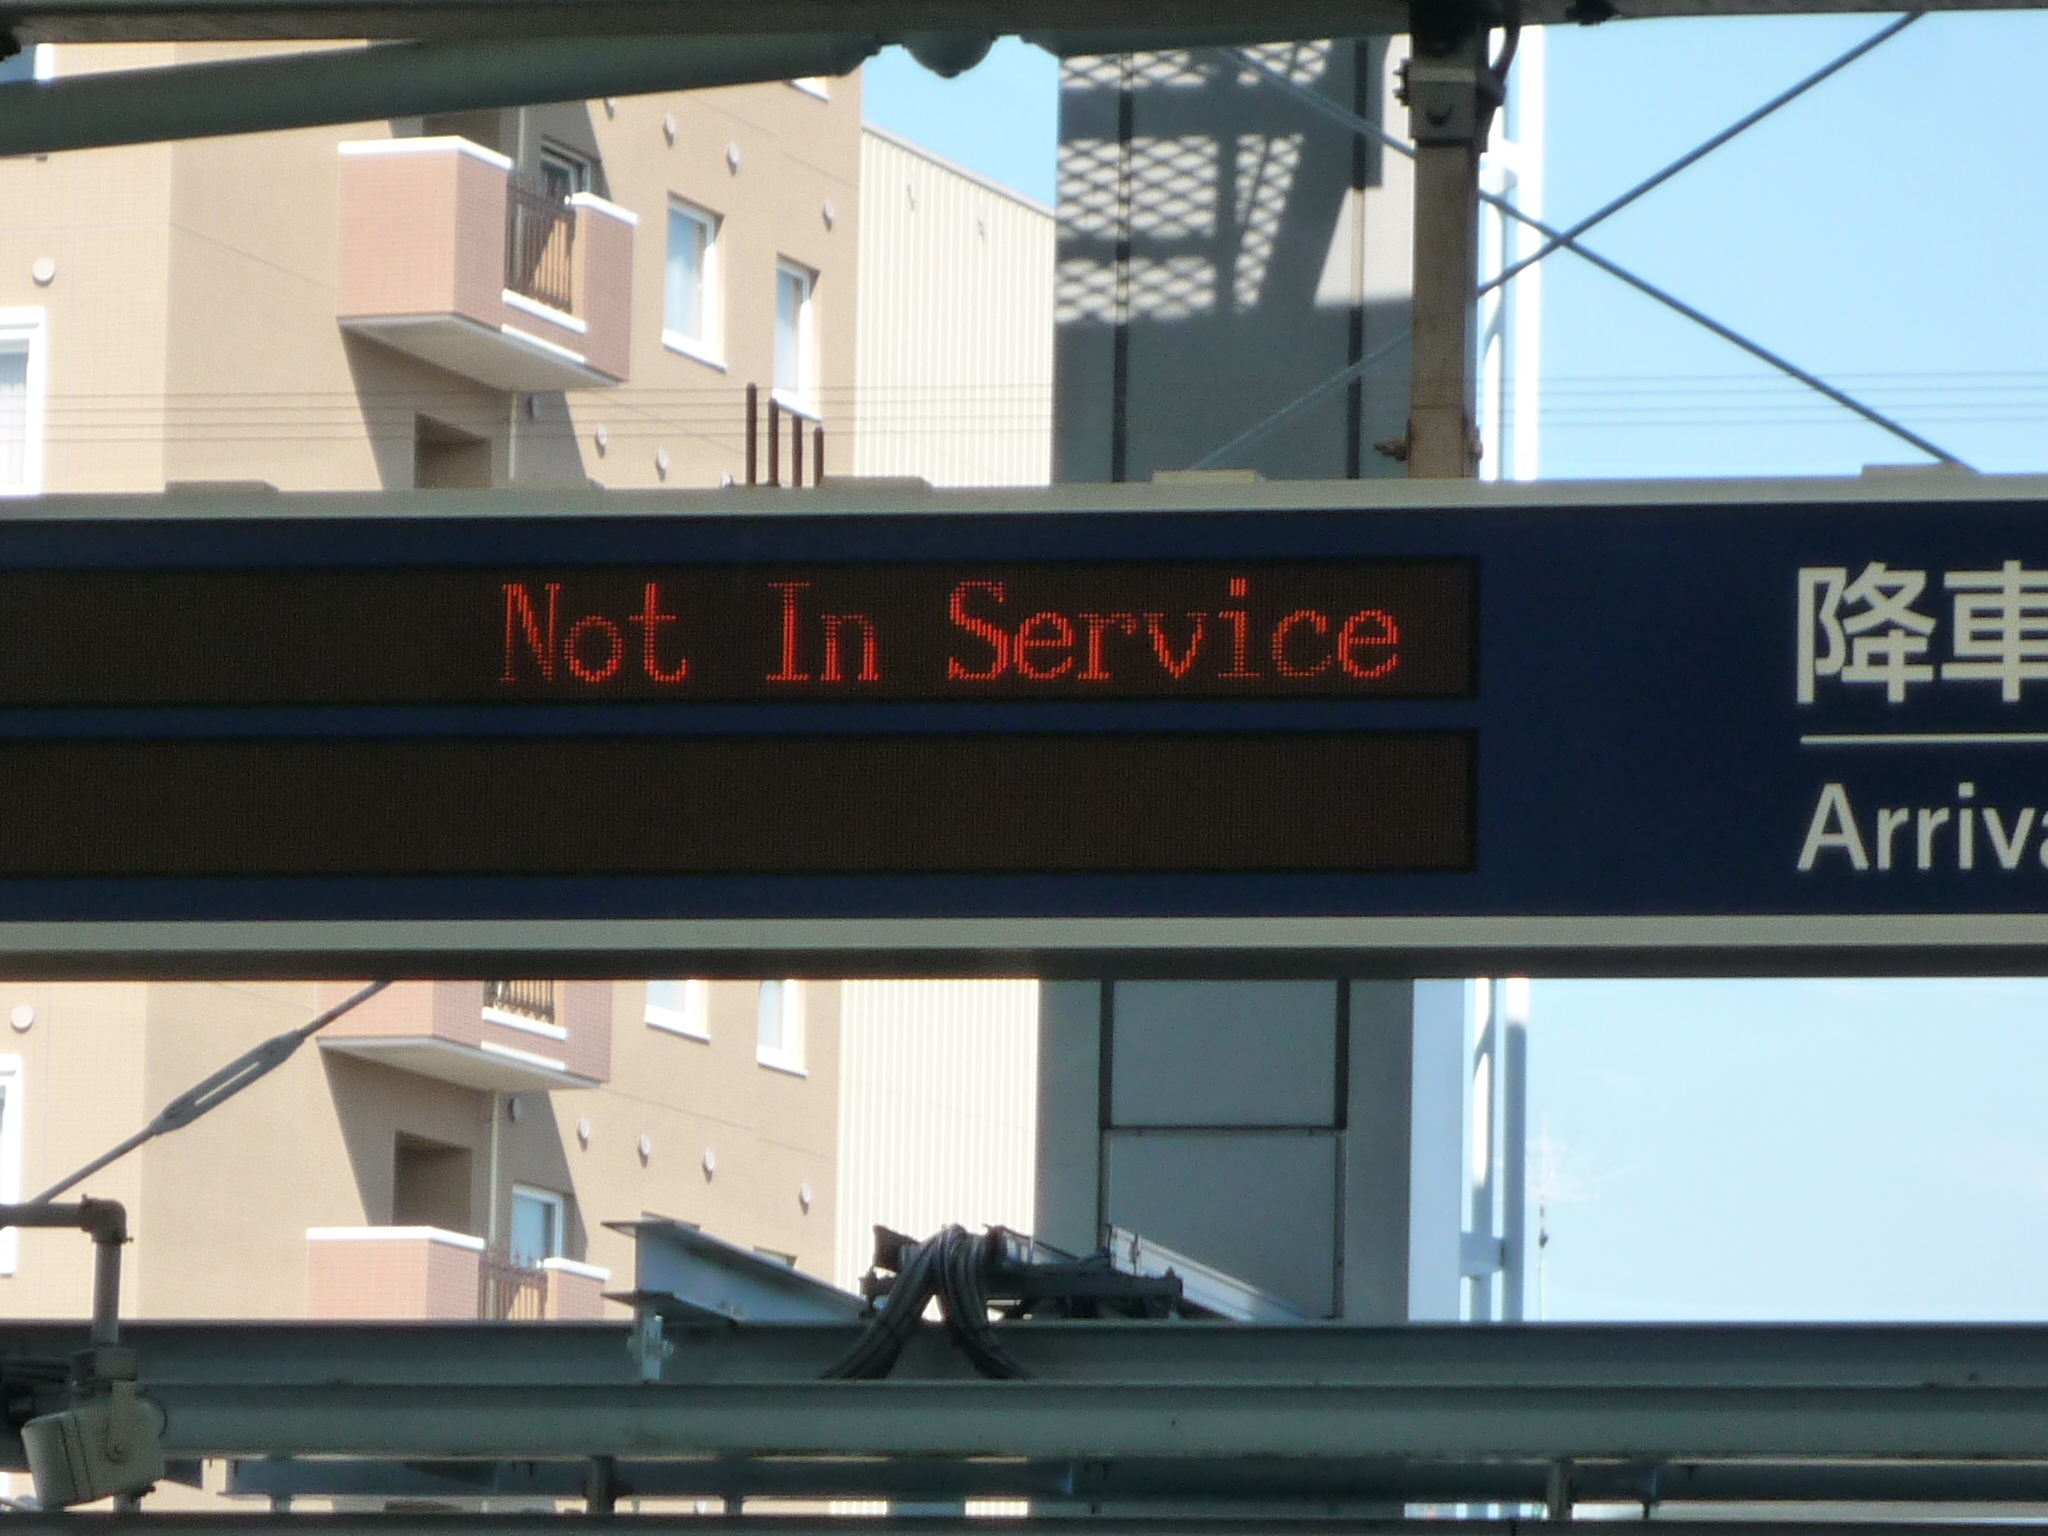 Not In Service
降車
Arriva